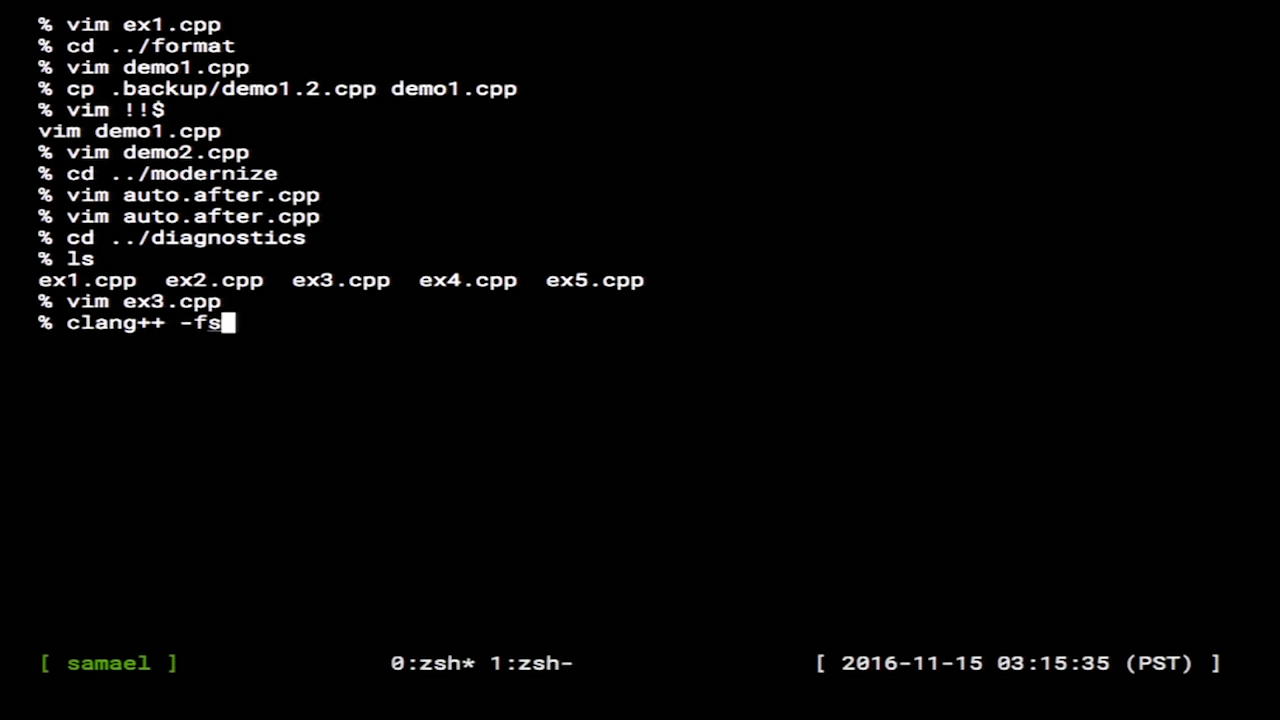 % vim ex1.cpp
% cd ../format
% vim demo1.cpp
% cp .backup/demo1.2.cpp demo1.cpp
% vim !!$
vim demo1.cpp
% vim demo2.cpp
% cd ../modernize
% vim auto.after.cpp
% vim auto.after.cpp
% cd ../diagnostics
% ls
ex1.cpp  ex2.cpp  ex3.cpp  ex4.cpp  ex5.cpp
% vim ex3.cpp
% clang++ -fs
[ samael ] 0:zsh* 1:zsh- [ 2016-11-15 03:15:35 (PST) ]